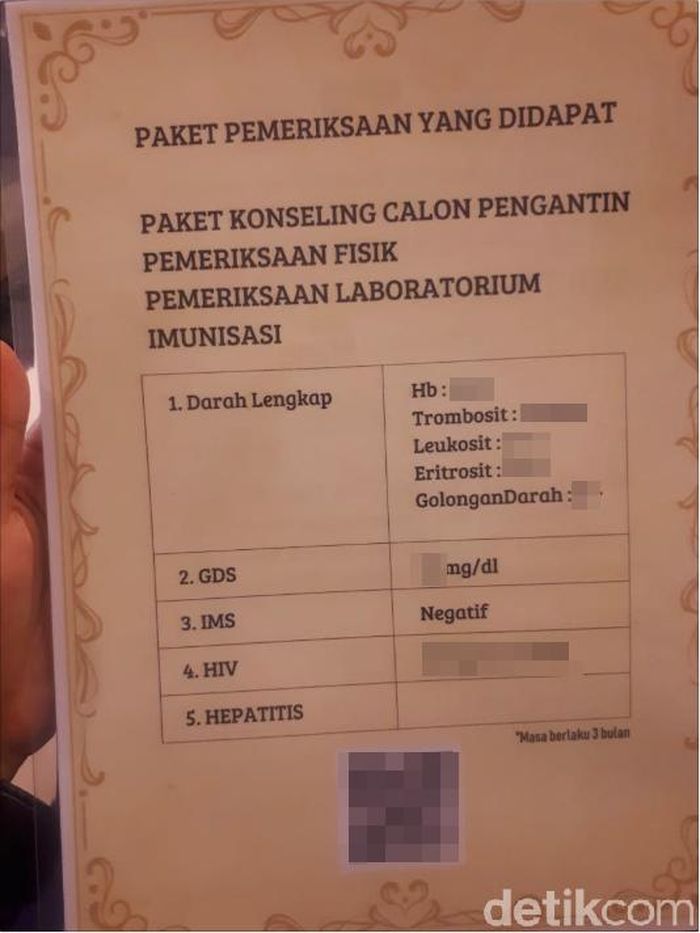 PAKET PEMERIKSAAN YANG DIDAPAT
PAKET KONSELING CALON PENGANTIN
PEMERIKSAAN FISIK
PEMERIKSAAN LABORATORIUM
IMUNISASI
1. Darah Lengkap
Hb :
Trombosit :
Leukosit :
Eritrosit :
GolonganDarah :
2. GDS
mg/dl
3. IMS
Negatif
4. HIV
5. HEPATITIS
*Masa berlaku 3 bulan
detikcom